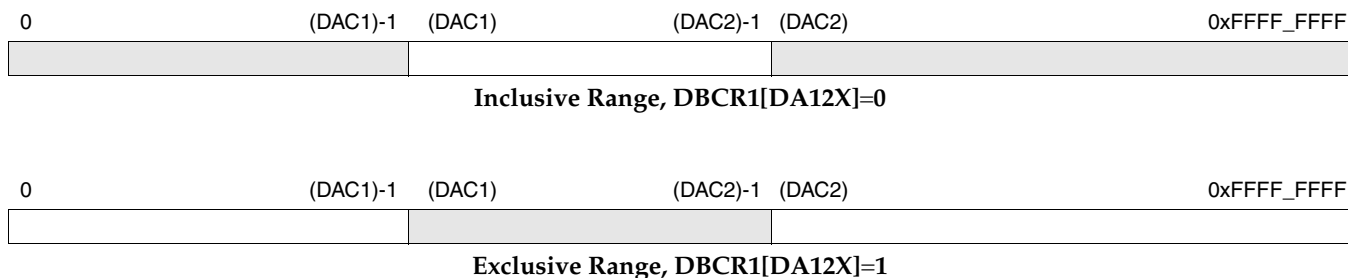 0 (DAC1)-1 (DAC1) (DAC2)-1 (DAC2) 0xFFFF_FFFF
Inclusive Range, DBCR1[DA12X]=0
0 (DAC1)-1 (DAC1) (DAC2)-1 (DAC2) 0xFFFF_FFFF
Exclusive Range, DBCR1[DA12X]=1